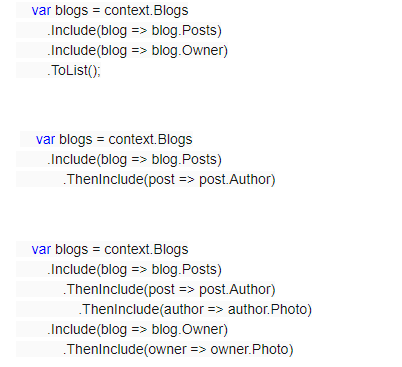 var blogs = context.Blogs
.Include(blog => blog.Posts)
.Include(blog => blog.Owner)
.ToList();
var blogs = context.Blogs
.Include(blog => blog.Posts)
.ThenInclude(post => post.Author)
var blogs = context.Blogs
.Include(blog => blog.Posts)
.ThenInclude(post => post.Author)
.ThenInclude(author => author.Photo)
.Include(blog => blog.Owner)
.ThenInclude(owner => owner.Photo)